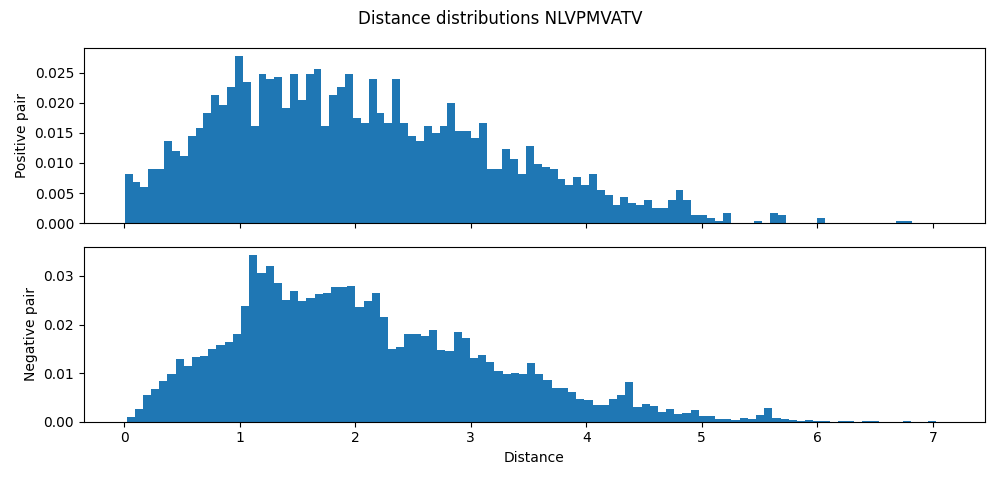 Distance distributions NLVPMVATV
Positive pair
0.025
0.020
0.015
0.010
0.005
0.000
Negative pair
0.03
0.02
0.01
0.00
0 1 2 3 4 5 6 7
Distance